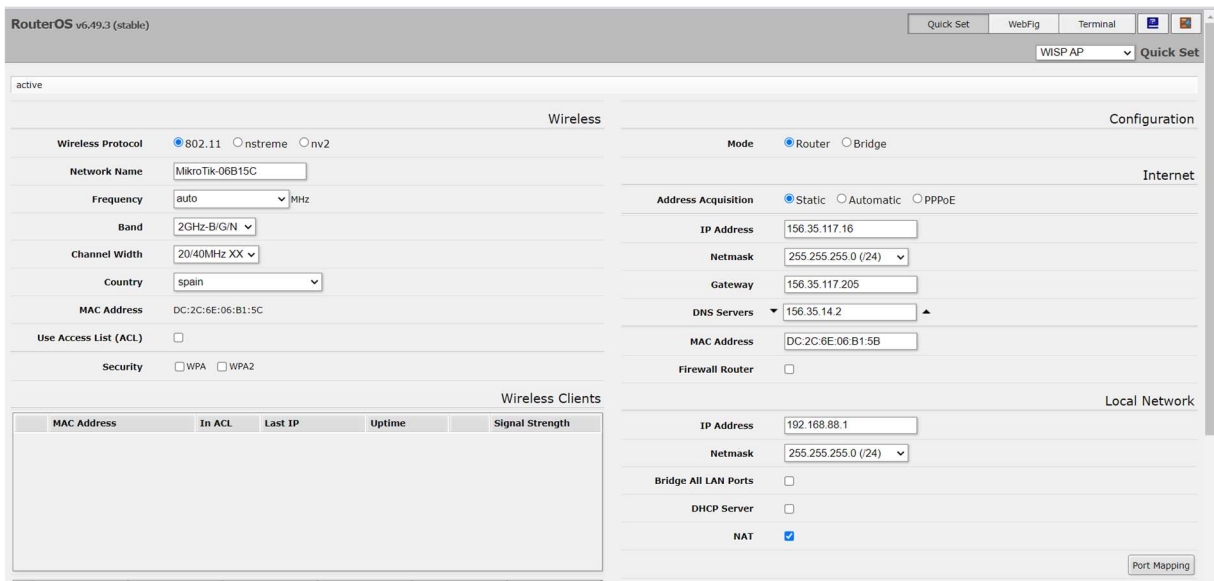 RouterOS v6.49.3 (stable)
Quick Set WebFig Terminal
WISP AP Quick Set
active
Wireless
Wireless Protocol 802.11 nstreme nv2
Network Name MikroTik-06B15C
Frequency auto MHz
Band 2GHz-B/G/N
Channel Width 20/40MHz XX
Country spain
MAC Address DC:2C:6E:06:B1:5C
Use Access List (ACL)
Security WPA WPA2
Wireless Clients
MAC Address In ACL Last IP Uptime Signal Strength
Configuration
Mode Router Bridge
Internet
Address Acquisition Static Automatic PPPoE
IP Address 156.35.117.16
Netmask 255.255.255.0 (/24)
Gateway 156.35.117.205
DNS Servers 156.35.14.2
MAC Address DC:2C:6E:06:B1:5B
Firewall Router
Local Network
IP Address 192.168.88.1
Netmask 255.255.255.0 (/24)
Bridge All LAN Ports
DHCP Server
NAT
Port Mapping